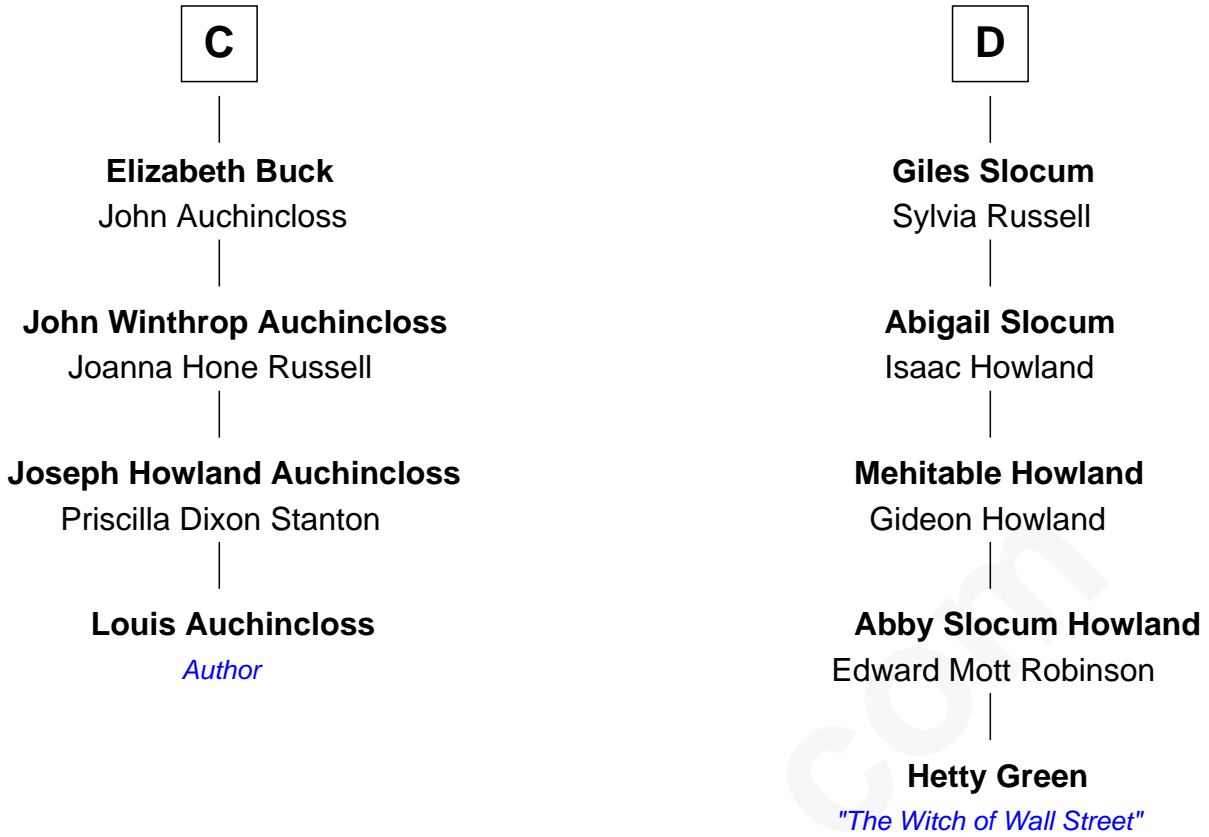 C
Elizabeth Buck
John Auchincloss
John Winthrop Auchincloss
Joanna Hone Russell
Joseph Howland Auchincloss
Priscilla Dixon Stanton
Louis Auchincloss
Author
D
Giles Slocum
Sylvia Russell
Abigail Slocum
Isaac Howland
Mehitable Howland
Gideon Howland
Abby Slocum Howland
Edward Mott Robinson
Hetty Green
"The Witch of Wall Street"
com